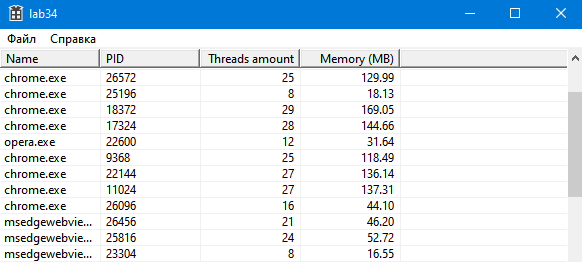 lab34
Файл Справка
Name PID Threads amount Memory (MB)
chrome.exe 26572 25 129.99
chrome.exe 25196 8 18.13
chrome.exe 18372 29 169.05
chrome.exe 17324 28 144.66
opera.exe 22600 12 31.64
chrome.exe 9368 25 118.49
chrome.exe 22144 27 136.14
chrome.exe 11024 27 137.31
chrome.exe 26096 16 44.10
msedgewebvie... 26456 21 46.20
msedgewebvie... 25816 24 52.72
msedgewebvie... 23304 8 16.55